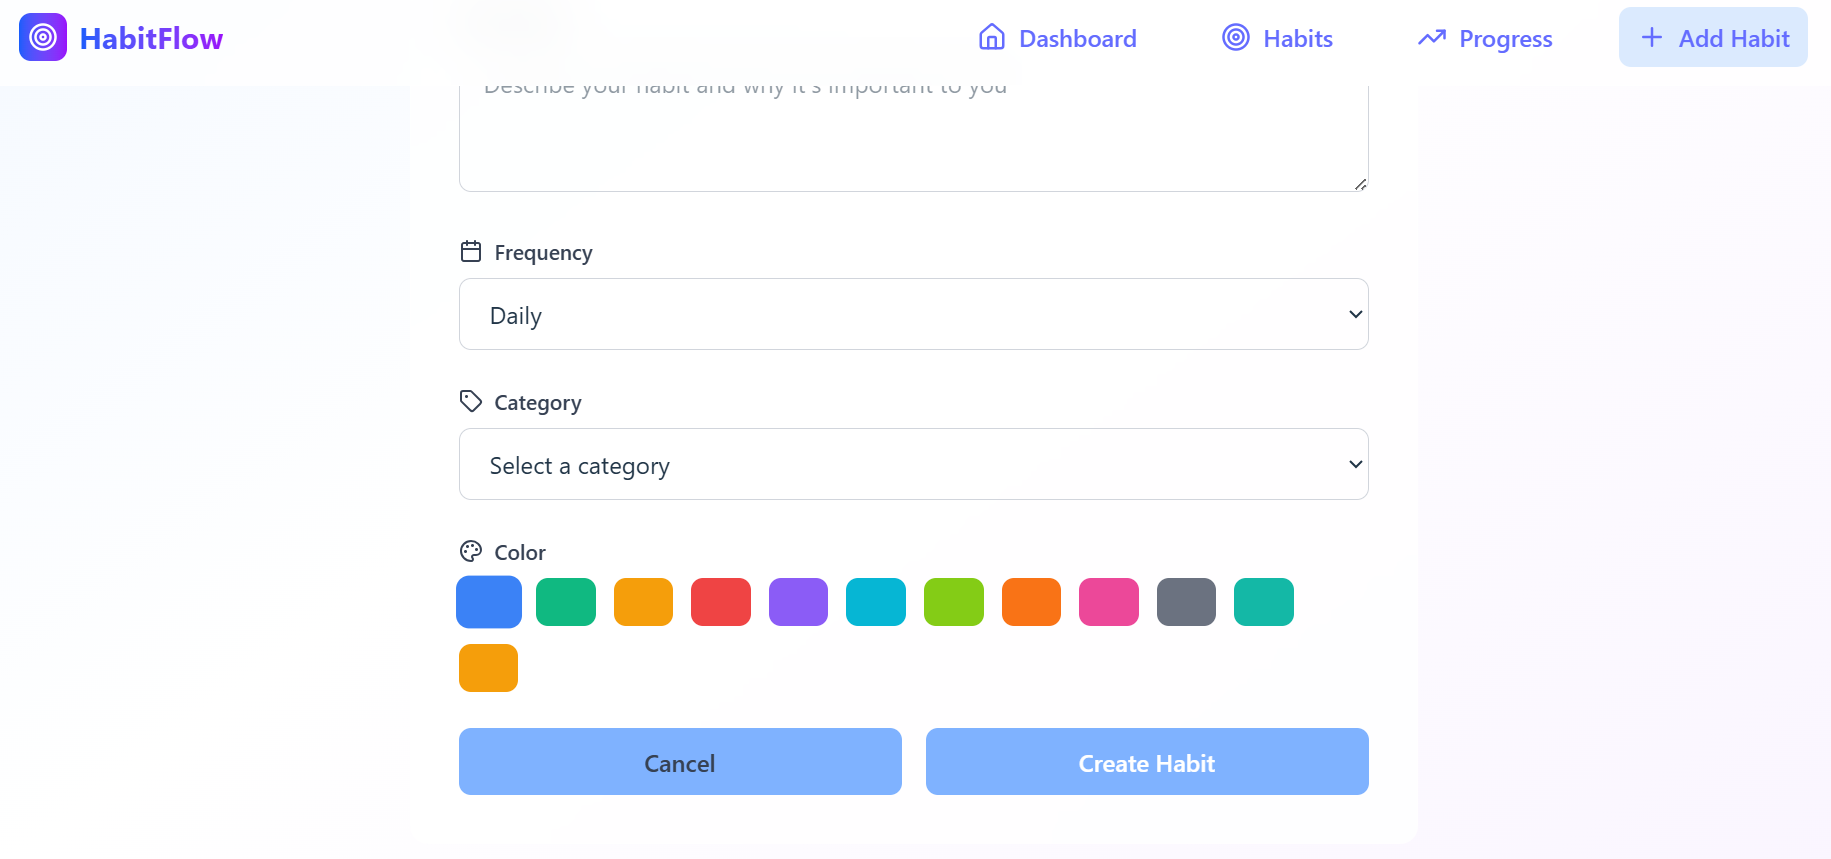 HabitFlow
Dashboard
Habits
Progress
Add Habit
Describe your habit and why it's important to you
Frequency
Daily
Category
Select a category
Color
Cancel
Create Habit